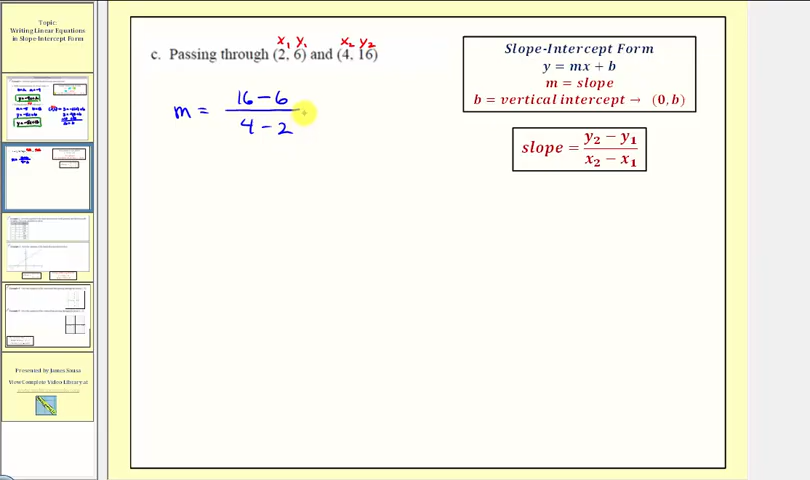 Topic:
Writing Linear Equations
in Slope-Intercept Form
x₁ y₁ x₂ y₂
c. Passing through (2, 6) and (4, 16)
m = (16 − 6)/(4 − 2)
Slope-Intercept Form
y = mx + b
m = slope
b = vertical intercept → (0, b)
slope = (y₂ − y₁)/(x₂ − x₁)
Presented by James Sousa
View Complete Video Library at